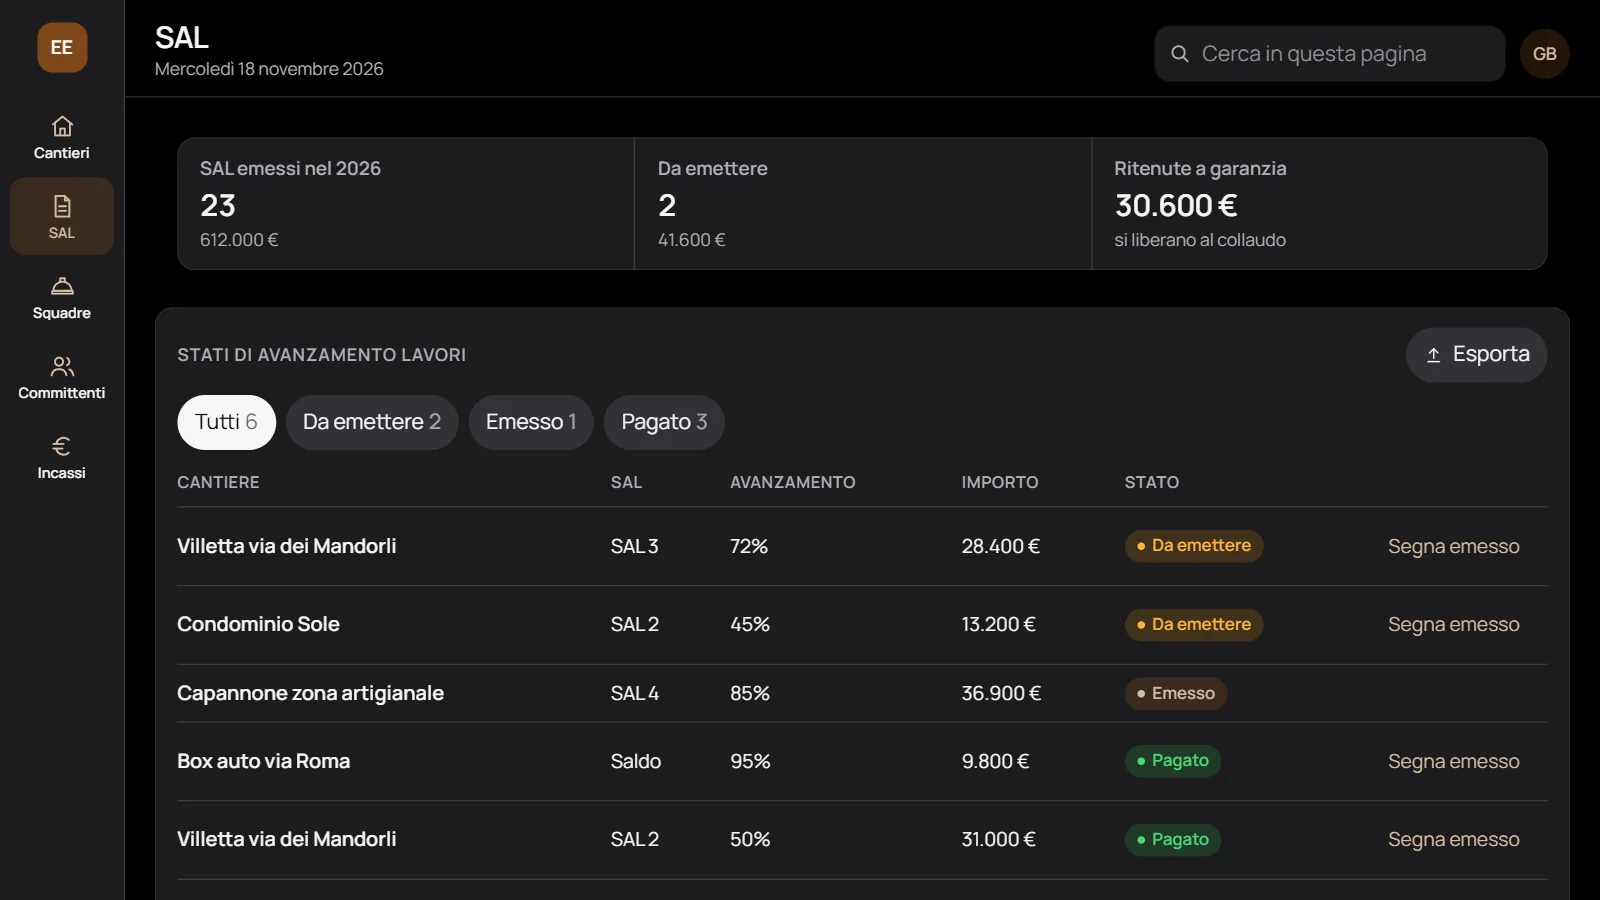 EE
Cantieri
SAL
Squadre
Committenti
Incassi
SAL
Mercoledì 18 novembre 2026
Cerca in questa pagina
GB
SAL emessi nel 2026
23
612.000 €
Da emettere
2
41.600 €
Ritenute a garanzia
30.600 €
si liberano al collaudo
STATI DI AVANZAMENTO LAVORI
Esporta
Tutti 6
Da emettere 2
Emesso 1
Pagato 3
CANTIERE SAL AVANZAMENTO IMPORTO STATO
Villetta via dei Mandorli SAL 3 72% 28.400 € Da emettere Segna emesso
Condominio Sole SAL 2 45% 13.200 € Da emettere Segna emesso
Capannone zona artigianale SAL 4 85% 36.900 € Emesso
Box auto via Roma Saldo 95% 9.800 € Pagato Segna emesso
Villetta via dei Mandorli SAL 2 50% 31.000 € Pagato Segna emesso